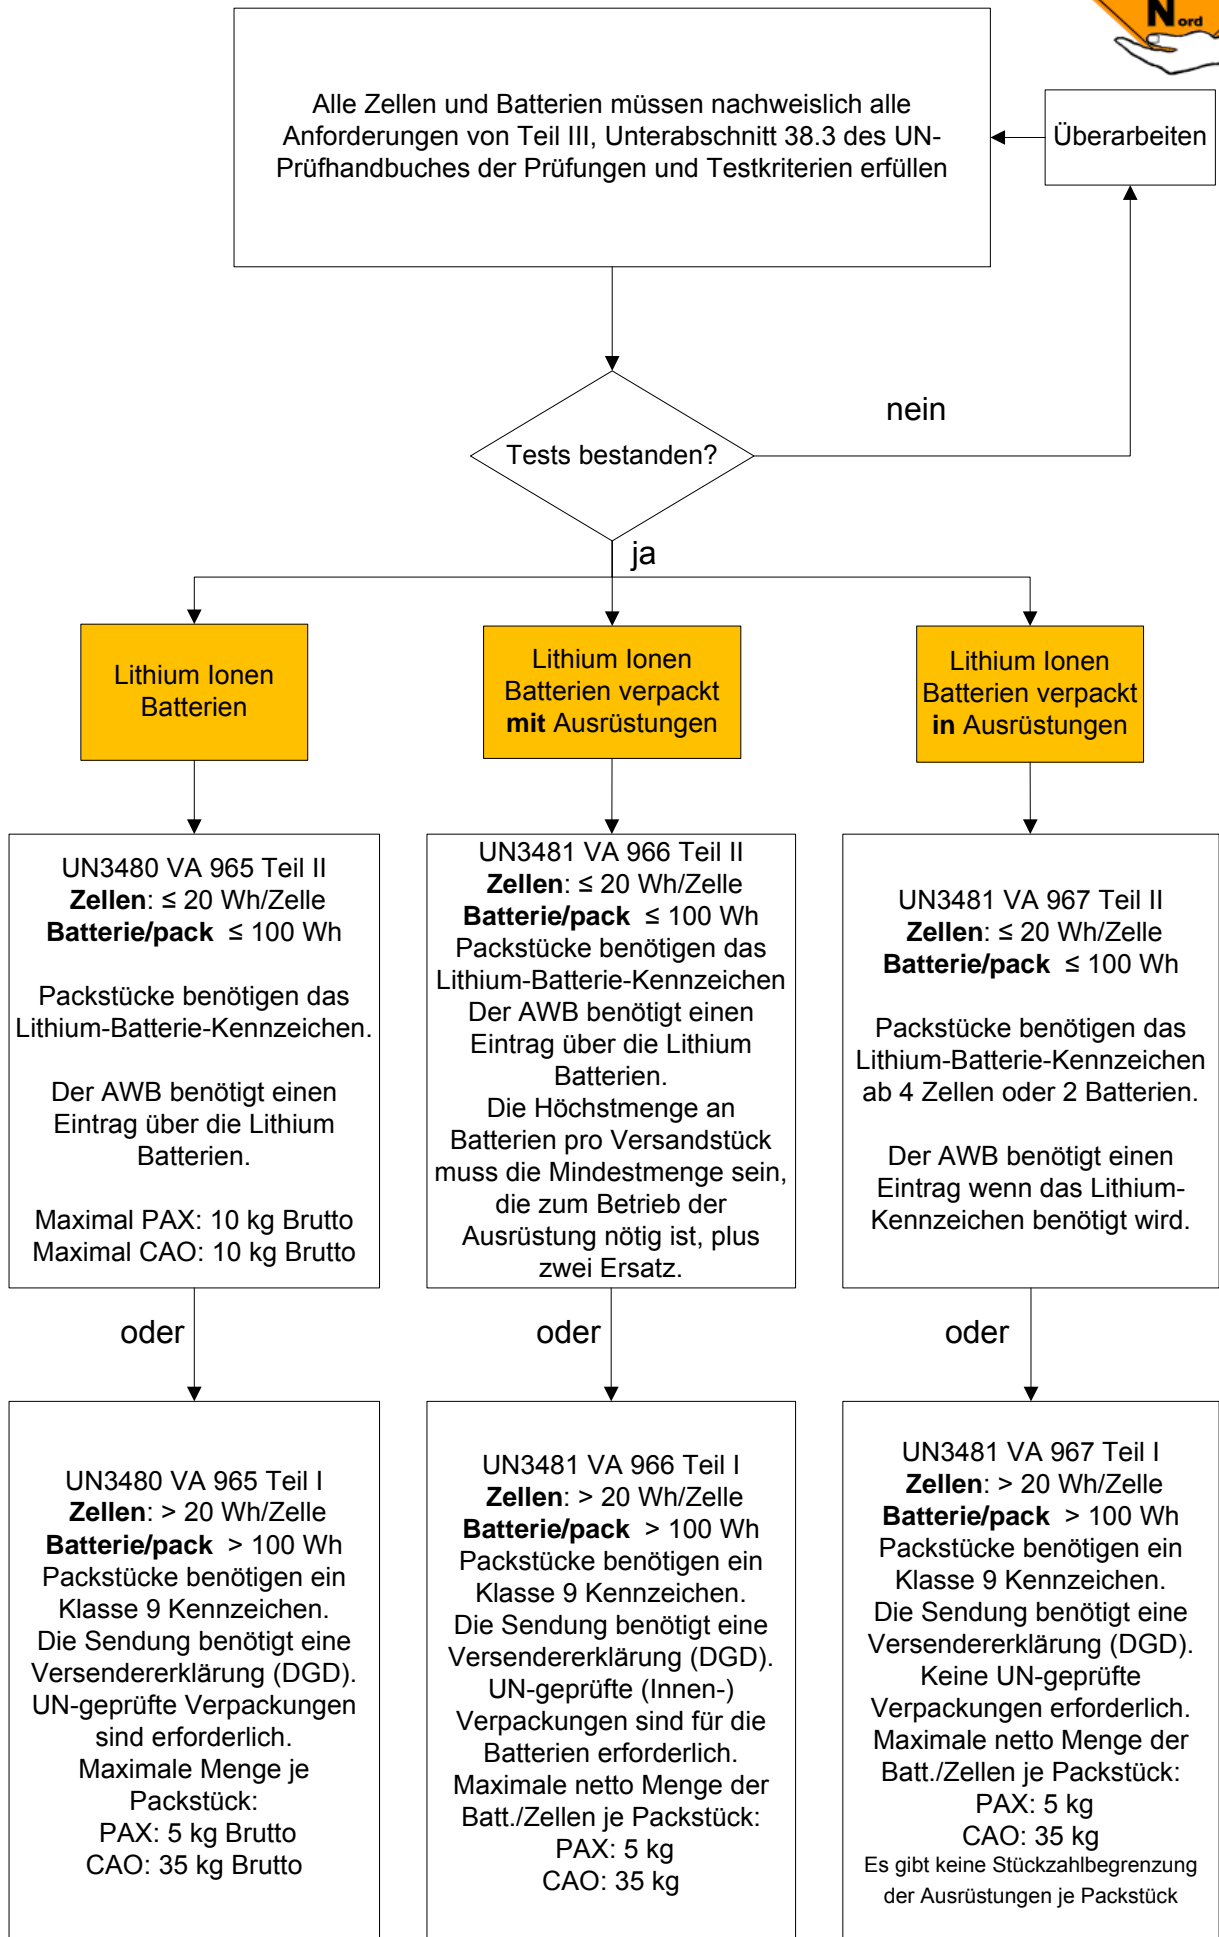 Nord
Alle Zellen und Batterien müssen nachweislich alle
Anforderungen von Teil III, Unterabschnitt 38.3 des UN-
Prüfhandbuches der Prüfungen und Testkriterien erfüllen
Überarbeiten
nein
Tests bestanden?
ja
Lithium Ionen
Batterien
Lithium Ionen
Batterien verpackt
mit Ausrüstungen
Lithium Ionen
Batterien verpackt
in Ausrüstungen
UN3480 VA 965 Teil II
Zellen: ≤ 20 Wh/Zelle
Batterie/pack ≤ 100 Wh
Packstücke benötigen das
Lithium-Batterie-Kennzeichen.
Der AWB benötigt einen
Eintrag über die Lithium
Batterien.
Maximal PAX: 10 kg Brutto
Maximal CAO: 10 kg Brutto
UN3481 VA 966 Teil II
Zellen: ≤ 20 Wh/Zelle
Batterie/pack ≤ 100 Wh
Packstücke benötigen das
Lithium-Batterie-Kennzeichen
Der AWB benötigt einen
Eintrag über die Lithium
Batterien.
Die Höchstmenge an
Batterien pro Versandstück
muss die Mindestmenge sein,
die zum Betrieb der
Ausrüstung nötig ist, plus
zwei Ersatz.
UN3481 VA 967 Teil II
Zellen: ≤ 20 Wh/Zelle
Batterie/pack ≤ 100 Wh
Packstücke benötigen das
Lithium-Batterie-Kennzeichen
ab 4 Zellen oder 2 Batterien.
Der AWB benötigt einen
Eintrag wenn das Lithium-
Kennzeichen benötigt wird.
oder
oder
oder
UN3480 VA 965 Teil I
Zellen: > 20 Wh/Zelle
Batterie/pack > 100 Wh
Packstücke benötigen ein
Klasse 9 Kennzeichen.
Die Sendung benötigt eine
Versendererklärung (DGD).
UN-geprüfte Verpackungen
sind erforderlich.
Maximale Menge je
Packstück:
PAX: 5 kg Brutto
CAO: 35 kg Brutto
UN3481 VA 966 Teil I
Zellen: > 20 Wh/Zelle
Batterie/pack > 100 Wh
Packstücke benötigen ein
Klasse 9 Kennzeichen.
Die Sendung benötigt eine
Versendererklärung (DGD).
UN-geprüfte (Innen-)
Verpackungen sind für die
Batterien erforderlich.
Maximale netto Menge der
Batt./Zellen je Packstück:
PAX: 5 kg
CAO: 35 kg
UN3481 VA 967 Teil I
Zellen: > 20 Wh/Zelle
Batterie/pack > 100 Wh
Packstücke benötigen ein
Klasse 9 Kennzeichen.
Die Sendung benötigt eine
Versendererklärung (DGD).
Keine UN-geprüfte
Verpackungen erforderlich.
Maximale netto Menge der
Batt./Zellen je Packstück:
PAX: 5 kg
CAO: 35 kg
Es gibt keine Stückzahlbegrenzung
der Ausrüstungen je Packstück